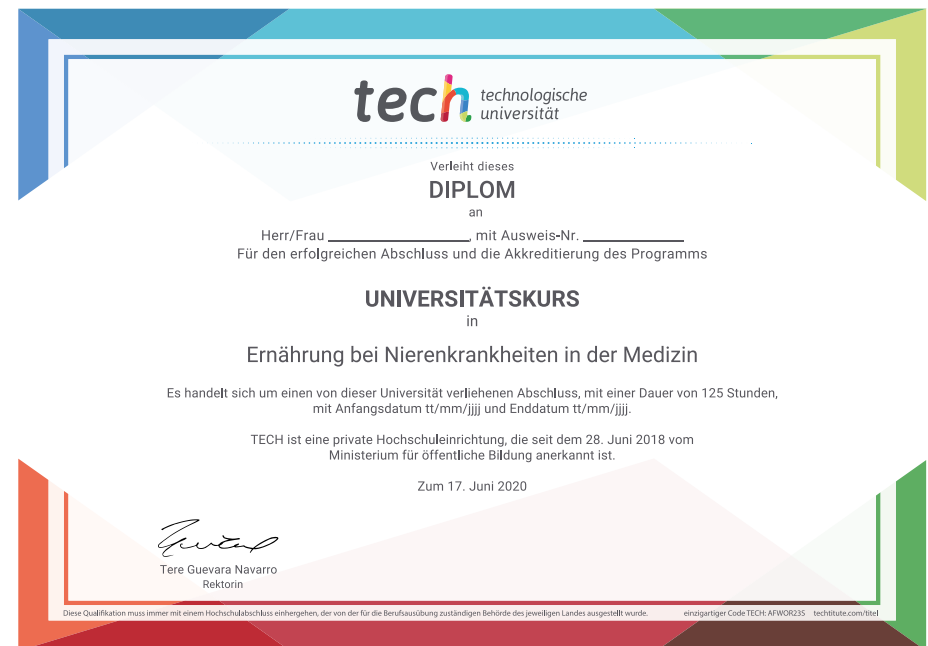 tech technologische
universität
Verleiht dieses
DIPLOM
an
Herr/Frau ____________________, mit Ausweis-Nr. ______________
Für den erfolgreichen Abschluss und die Akkreditierung des Programms
UNIVERSITÄTSKURS
in
Ernährung bei Nierenkrankheiten in der Medizin
Es handelt sich um einen von dieser Universität verliehenen Abschluss, mit einer Dauer von 125 Stunden,
mit Anfangsdatum tt/mm/jjjj und Enddatum tt/mm/jjjj.
TECH ist eine private Hochschuleinrichtung, die seit dem 28. Juni 2018 vom
Ministerium für öffentliche Bildung anerkannt ist.
Zum 17. Juni 2020
Tere Guevara Navarro
Rektorin
Diese Qualifikation muss immer mit einem Hochschulabschluss einhergehen, der von der für die Berufsausübung zuständigen Behörde des jeweiligen Landes ausgestellt wurde. einzigartiger Code TECH: AFWOR23S techtitute.com/titel